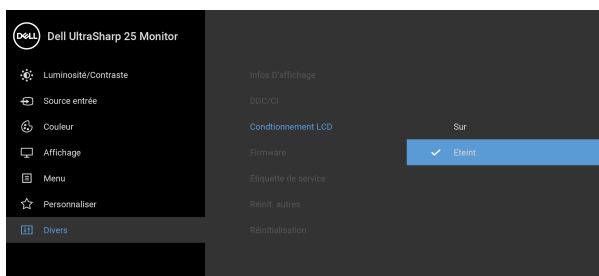 DELL Dell UltraSharp 25 Monitor
Luminosité/Contraste
Source entrée
Couleur
Affichage
Menu
Personnaliser
Divers
Infos D'affichage
DDC/CI
Condtionnement LCD
Firmware
Étiquette de service
Réinit. autres
Réinitialisation
Sur
Eteint